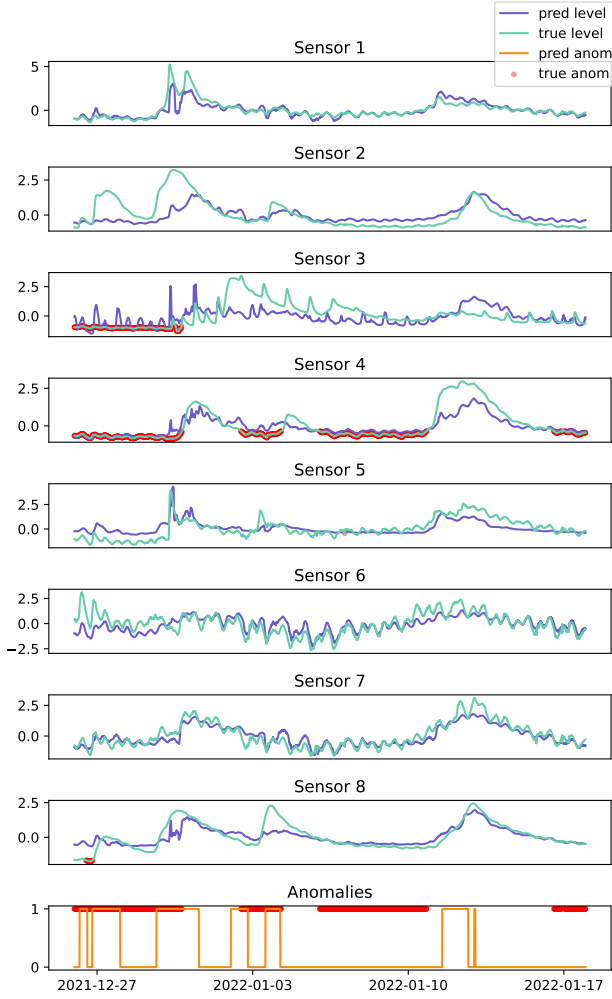 pred level
true level
pred anom
true anom
Sensor 1
5
0
Sensor 2
2.5
0.0
Sensor 3
2.5
0.0
Sensor 4
2.5
0.0
Sensor 5
2.5
0.0
Sensor 6
2.5
0.0
−2.5
Sensor 7
2.5
0.0
Sensor 8
2.5
0.0
Anomalies
1
0
2021-12-27 2022-01-03 2022-01-10 2022-01-17